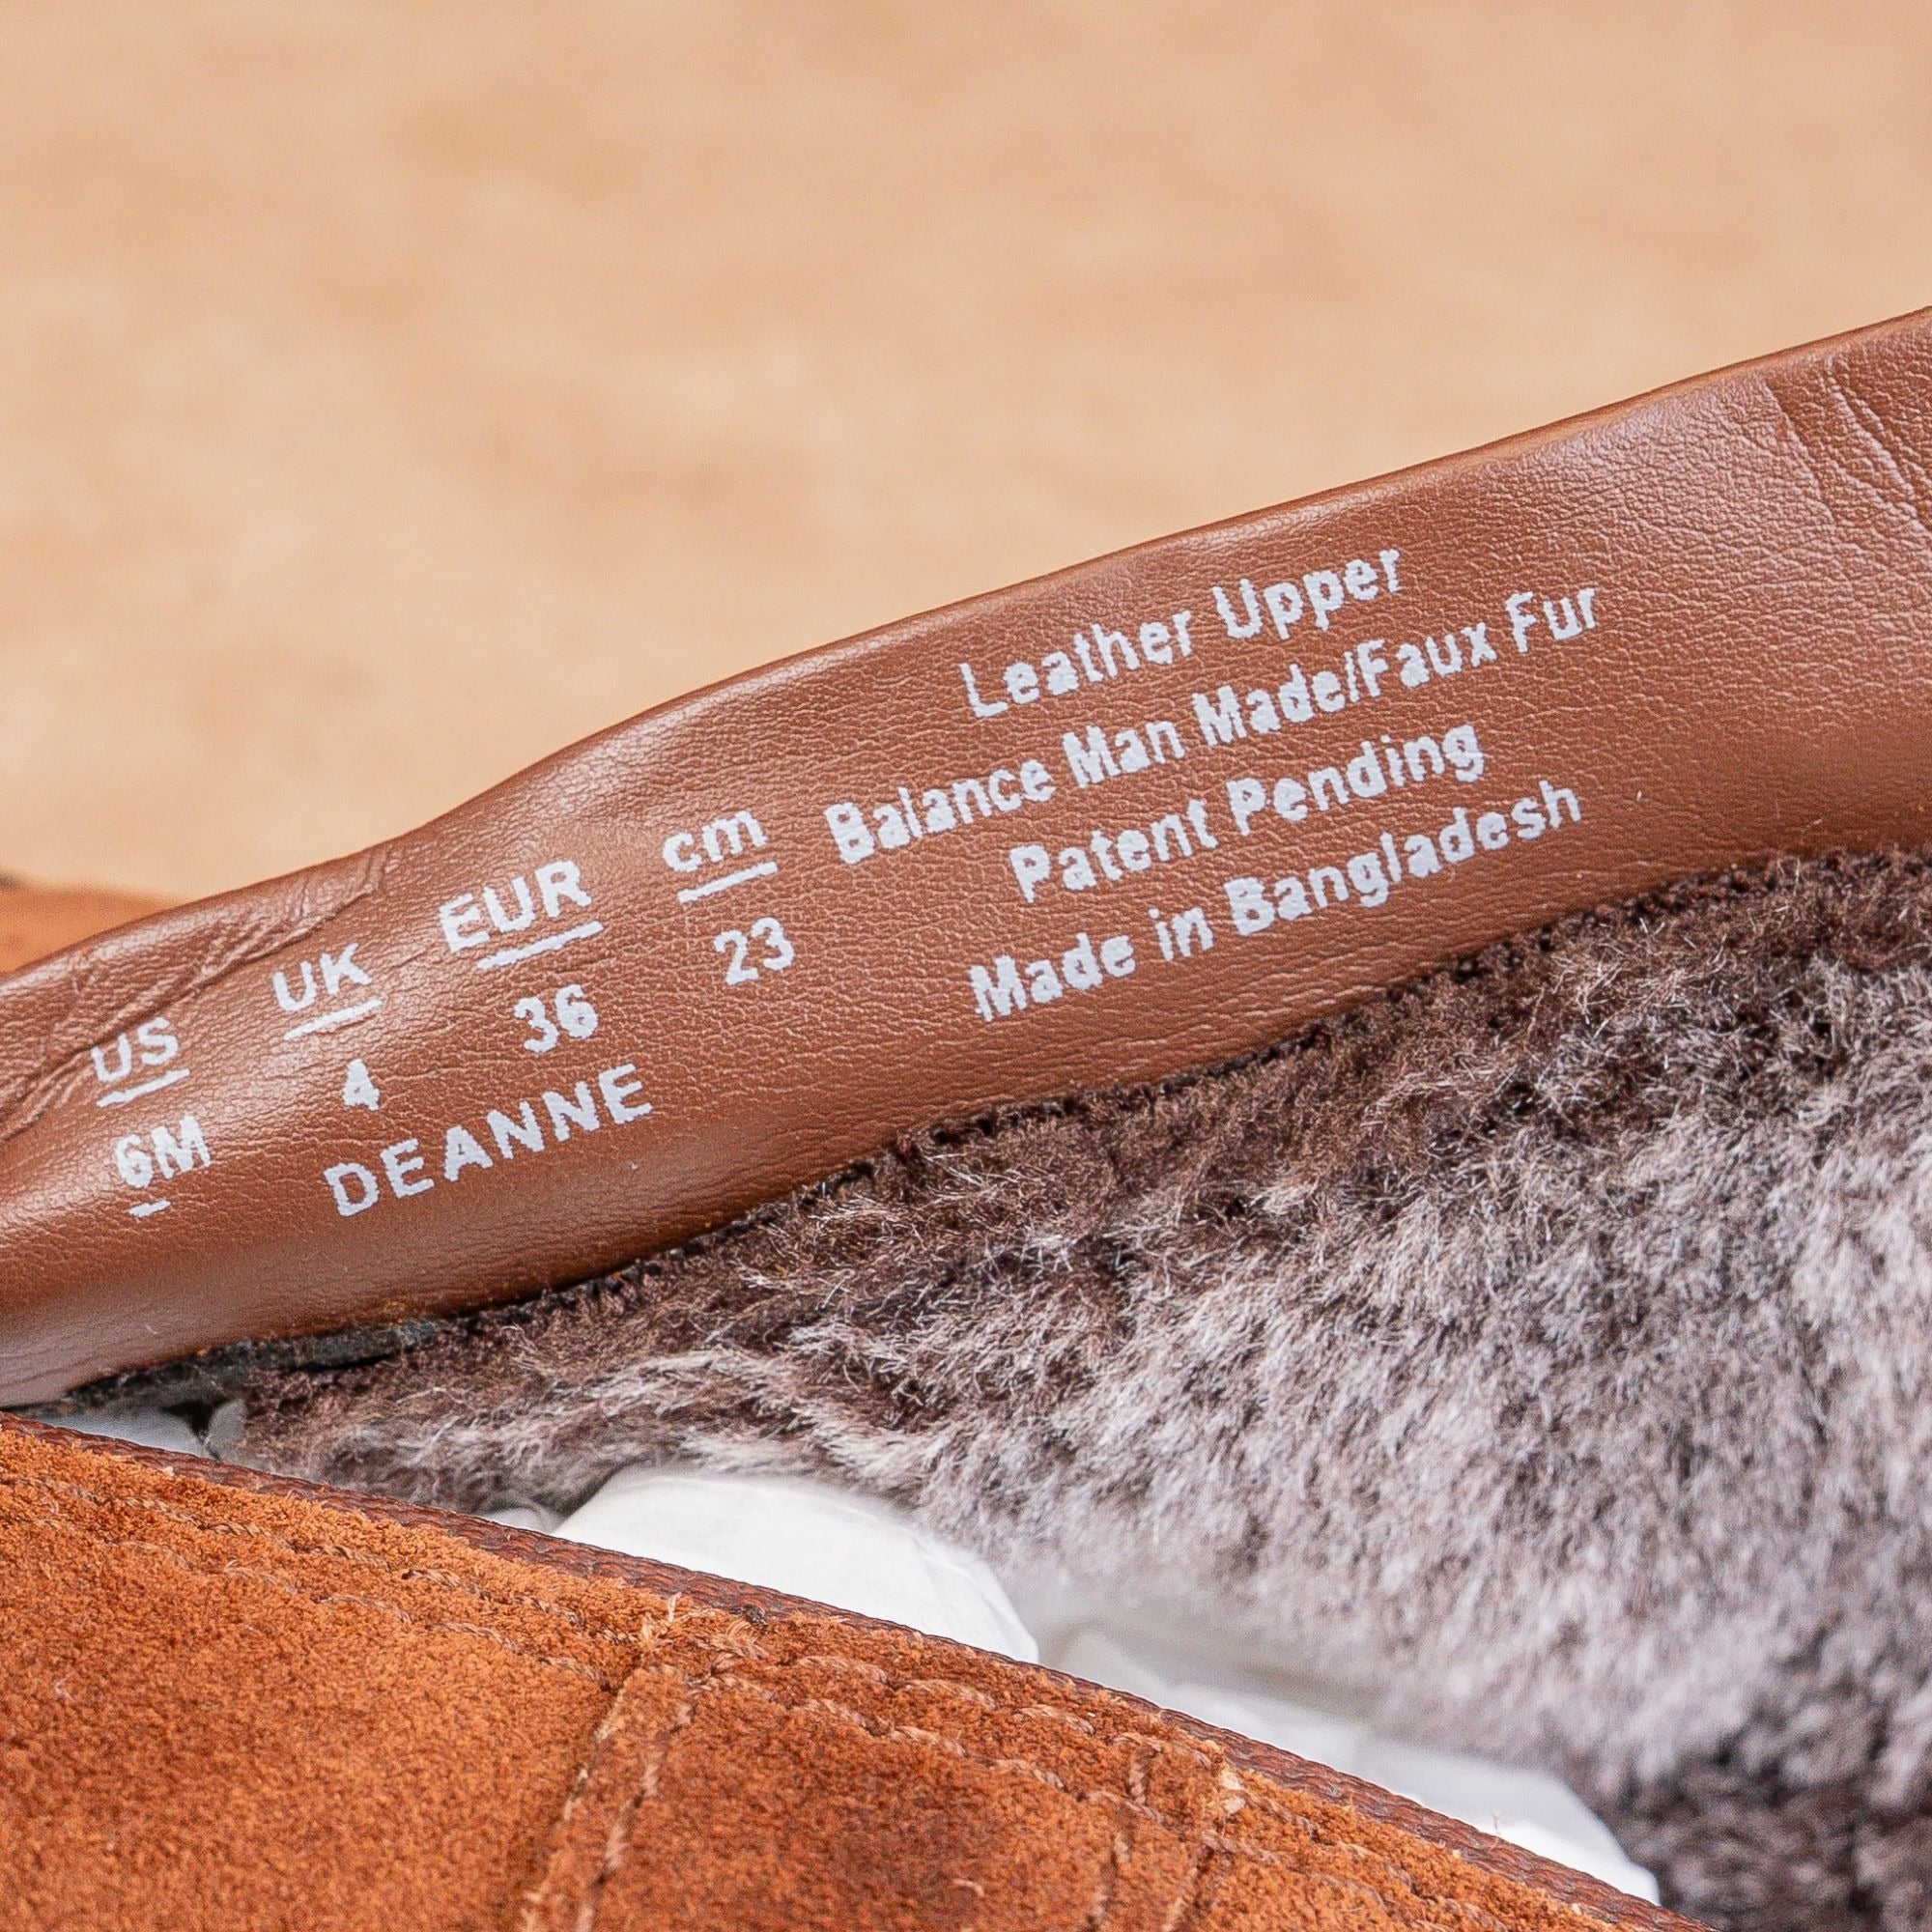 US UK EUR cm
6M 4 36 23
DEANNE
Leather Upper
Balance Man Made/Faux Fur
Patent Pending
Made in Bangladesh